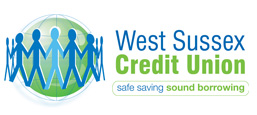 West Sussex
Credit Union
safe saving sound borrowing